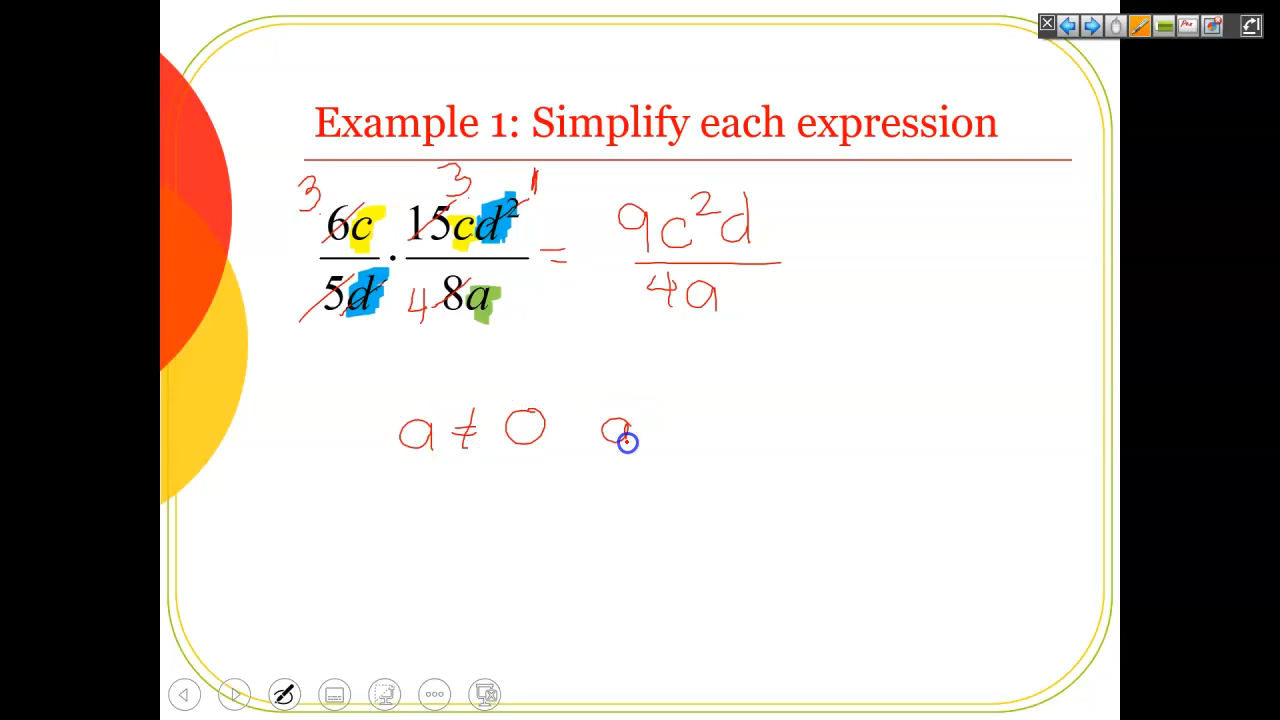 Example 1: Simplify each expression
3 3 1
6c/5d · 15cd²/8a = 9c²d/4a
4
a ≠ 0 a